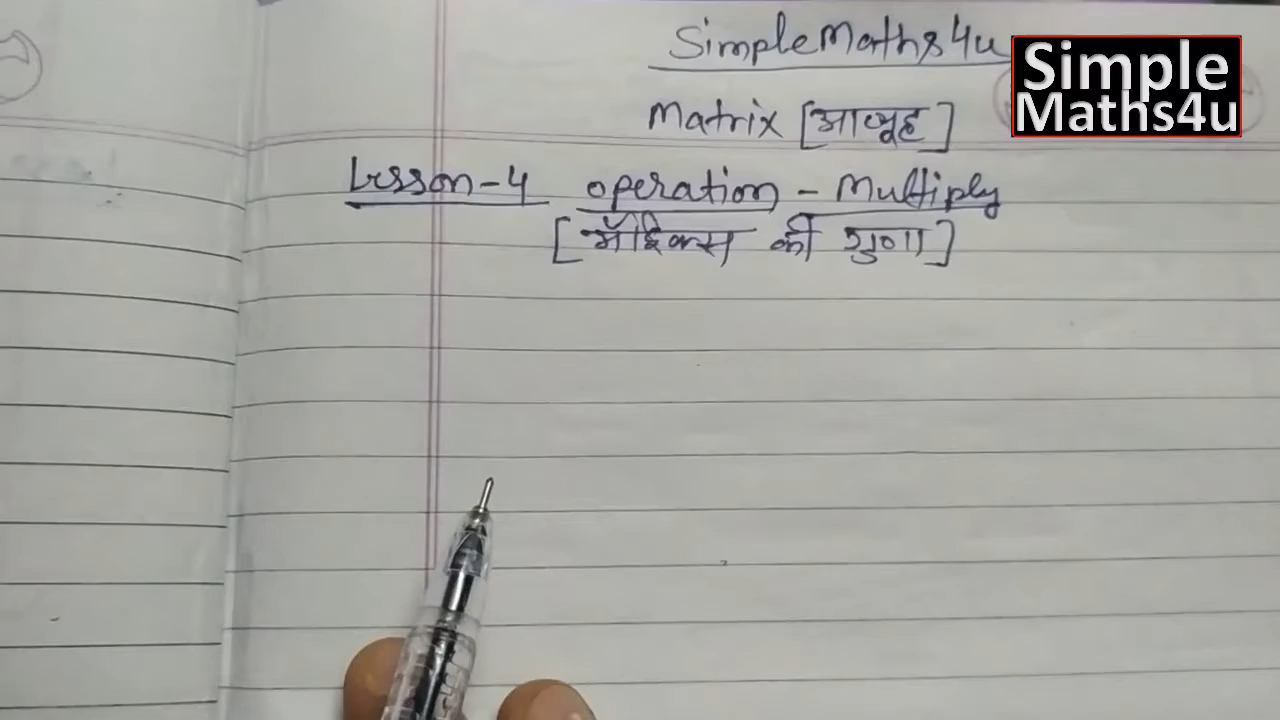 SimpleMaths4u
Simple
Maths4u
Matrix [आव्यूह]
Lesson-4 operation - Multiply
[मैट्रिक्स की गुणा]